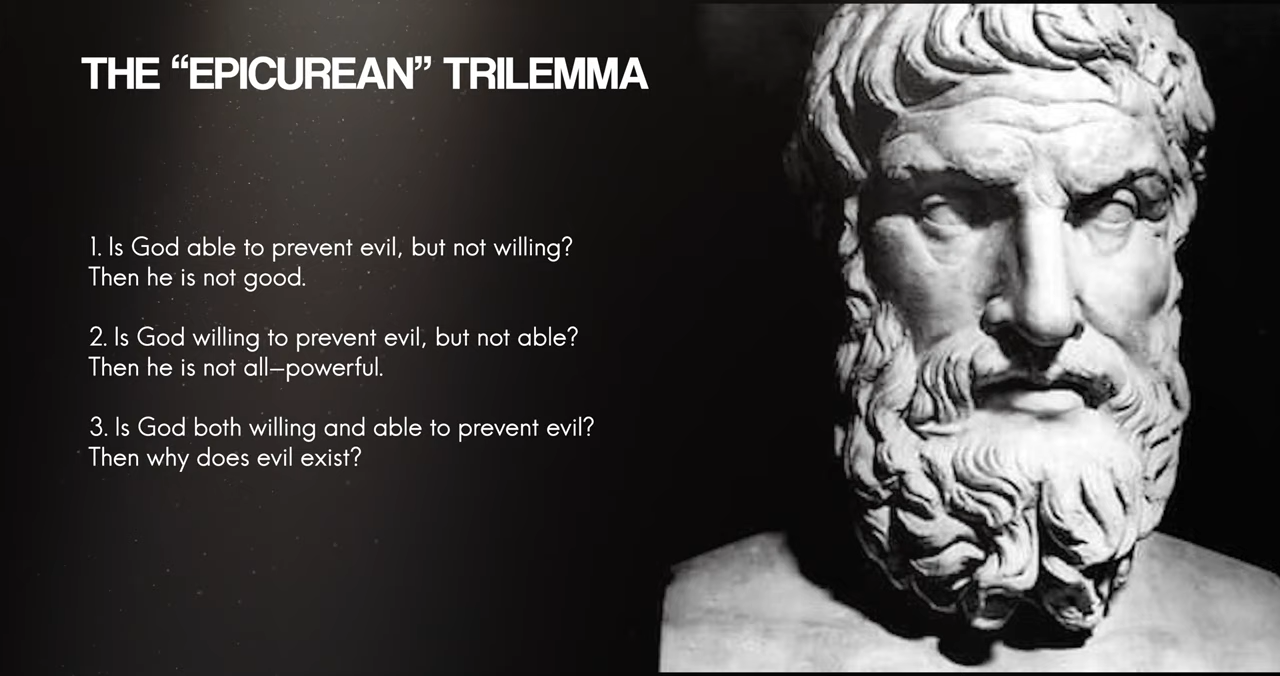 THE “EPICUREAN” TRILEMMA
1. Is God able to prevent evil, but not willing?
Then he is not good.
2. Is God willing to prevent evil, but not able?
Then he is not all–powerful.
3. Is God both willing and able to prevent evil?
Then why does evil exist?